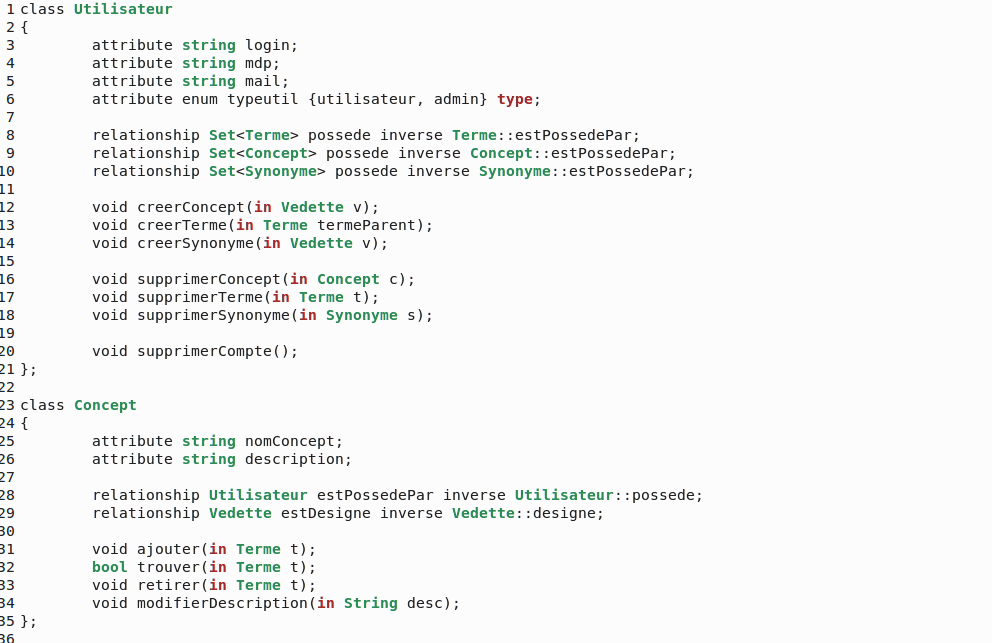 1 class Utilisateur
2 {
3         attribute string login;
4         attribute string mdp;
5         attribute string mail;
6         attribute enum typeutil {utilisateur, admin} type;
7
8         relationship Set<Terme> possede inverse Terme::estPossedePar;
9         relationship Set<Concept> possede inverse Concept::estPossedePar;
10         relationship Set<Synonyme> possede inverse Synonyme::estPossedePar;
11
12         void creerConcept(in Vedette v);
13         void creerTerme(in Terme termeParent);
14         void creerSynonyme(in Vedette v);
15
16         void supprimerConcept(in Concept c);
17         void supprimerTerme(in Terme t);
18         void supprimerSynonyme(in Synonyme s);
19
20         void supprimerCompte();
21 };
22
23 class Concept
24 {
25         attribute string nomConcept;
26         attribute string description;
27
28         relationship Utilisateur estPossedePar inverse Utilisateur::possede;
29         relationship Vedette estDesigne inverse Vedette::designe;
30
31         void ajouter(in Terme t);
32         bool trouver(in Terme t);
33         void retirer(in Terme t);
34         void modifierDescription(in String desc);
35 };
36